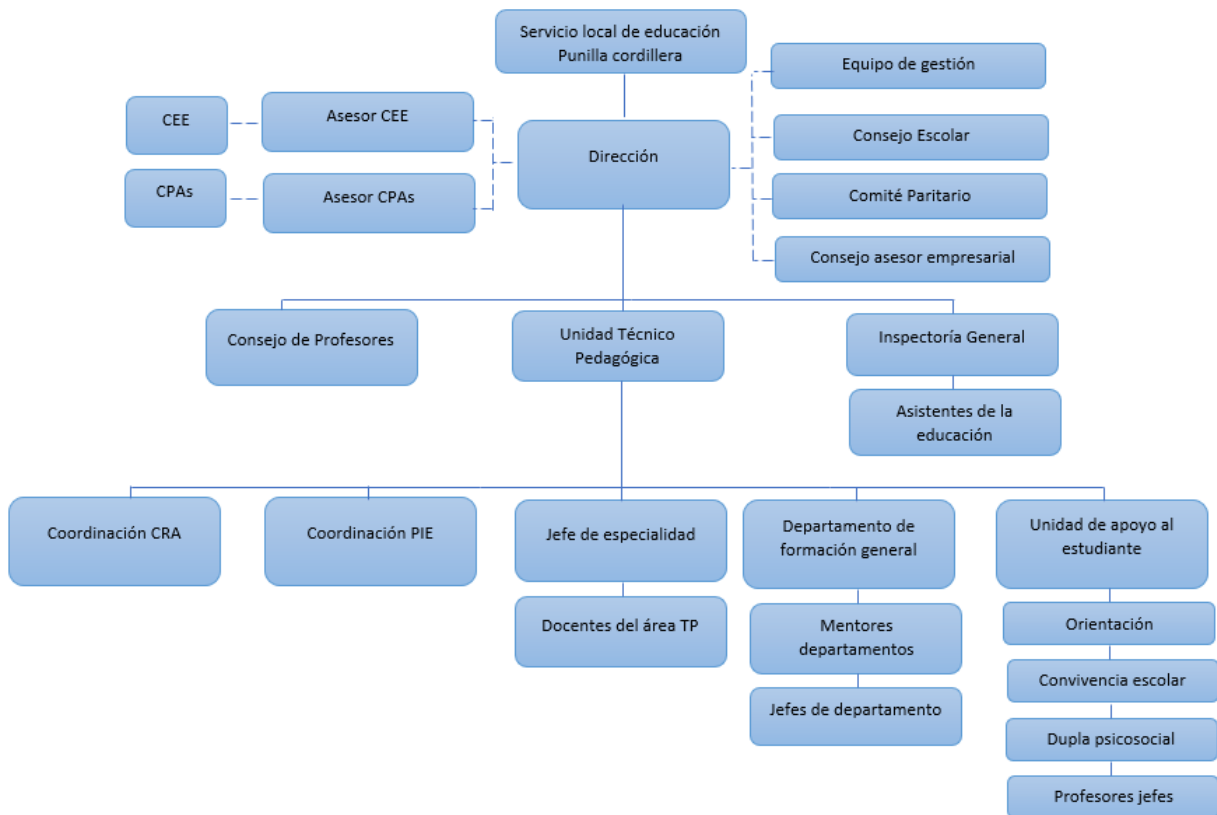 Servicio local de educación
Punilla cordillera
Equipo de gestión
CEE
Asesor CEE
Dirección
Consejo Escolar
CPAs
Asesor CPAs
Comité Paritario
Consejo asesor empresarial
Consejo de Profesores
Unidad Técnico
Pedagógica
Inspectoría General
Asistentes de la
educación
Coordinación CRA
Coordinación PIE
Jefe de especialidad
Departamento de
formación general
Unidad de apoyo al
estudiante
Docentes del área TP
Mentores
departamentos
Jefes de departamento
Orientación
Convivencia escolar
Dupla psicosocial
Profesores jefes